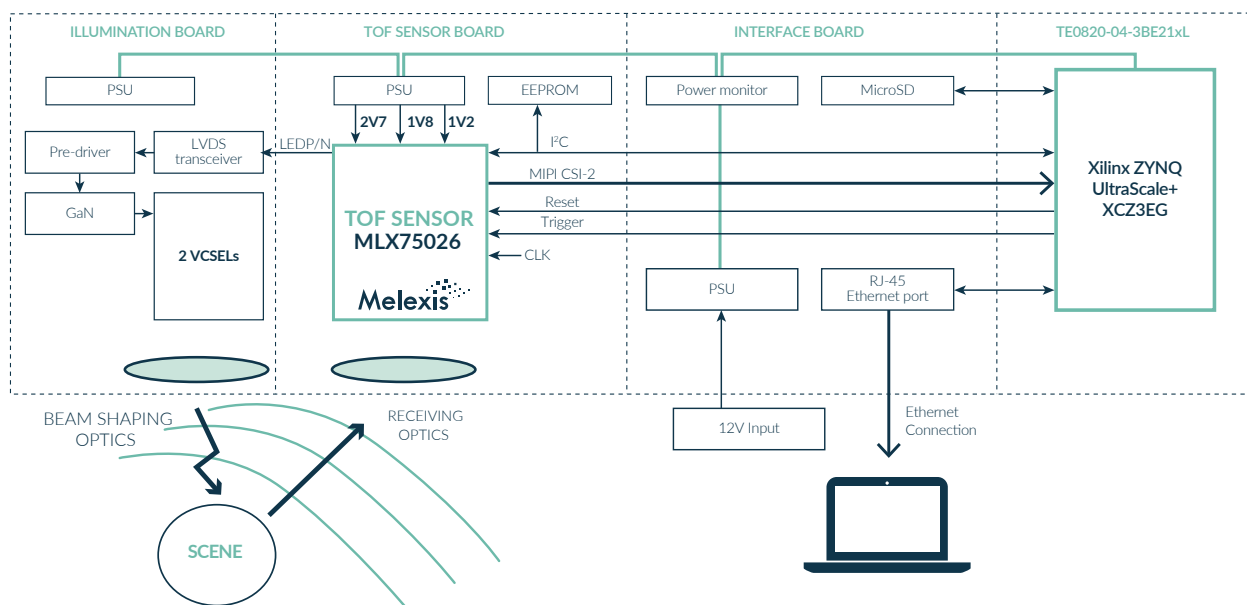 ILLUMINATION BOARD
TOF SENSOR BOARD
INTERFACE BOARD
TE0820-04-3BE21xL
PSU
PSU
EEPROM
Power monitor
MicroSD
2V7
1V8
1V2
Pre-driver
LVDS
transceiver
LEDP/N
I²C
MIPI CSI-2
Xilinx ZYNQ
UltraScale+
XCZ3EG
GaN
2 VCSELs
TOF SENSOR
MLX75026
Melexis
Reset
Trigger
CLK
PSU
RJ-45
Ethernet port
BEAM SHAPING
OPTICS
RECEIVING
OPTICS
12V Input
Ethernet
Connection
SCENE